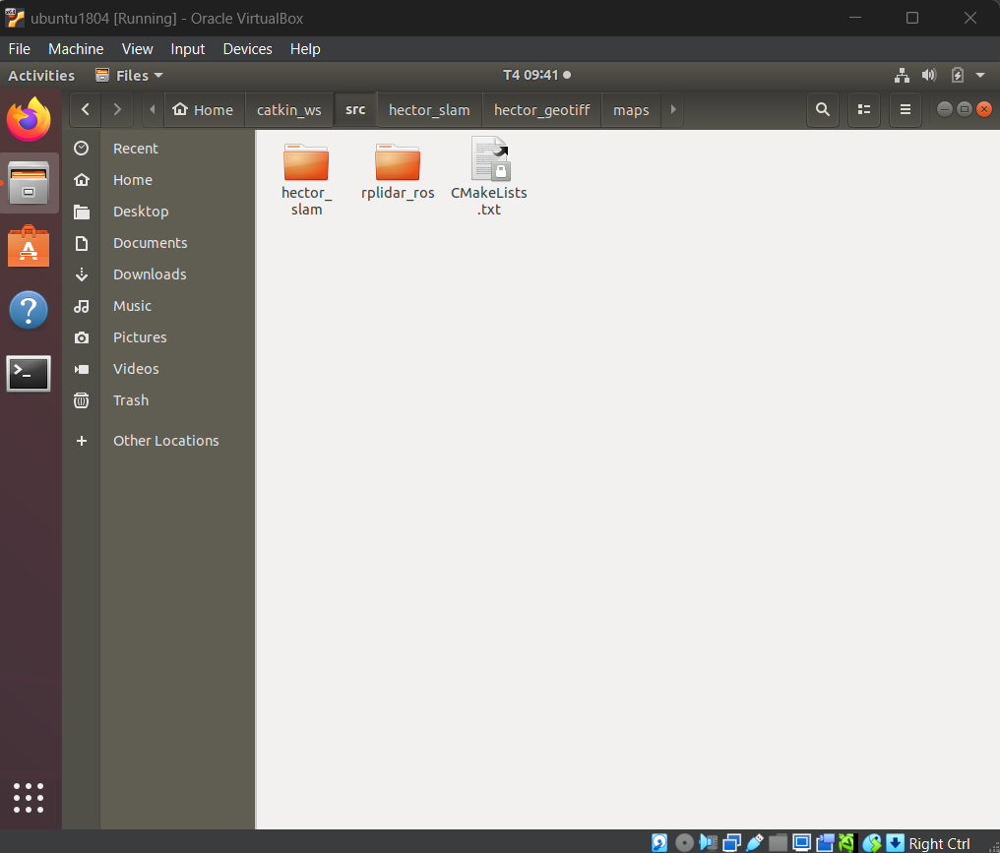 ubuntu1804 [Running] - Oracle VirtualBox
File Machine View Input Devices Help
Activities Files T4 09:41
Home catkin_ws src hector_slam hector_geotiff maps
Recent
Home
Desktop
Documents
Downloads
Music
Pictures
Videos
Trash
Other Locations
hector_
slam
rplidar_ros
CMakeLists
.txt
Right Ctrl